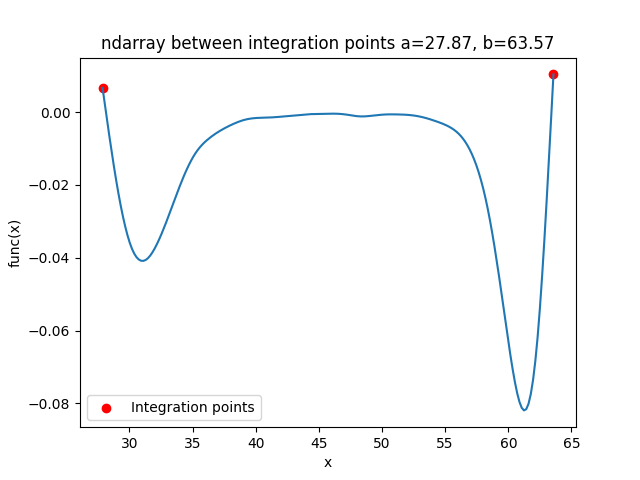 ndarray between integration points a=27.87, b=63.57
0.00
−0.02
−0.04
−0.06
−0.08
func(x)
Integration points
30 35 40 45 50 55 60 65
x